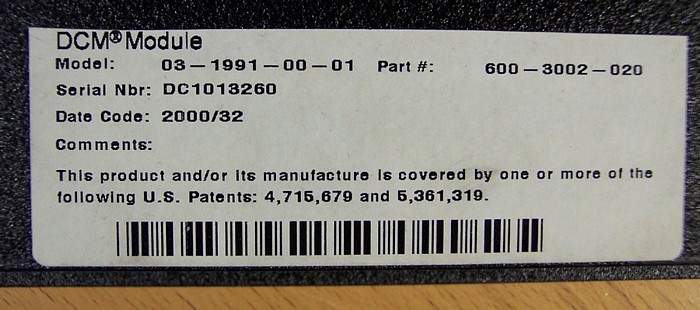 DCM® Module
Model: 03-1991-00-01 Part #: 600-3002-020
Serial Nbr: DC1013260
Date Code: 2000/32
Comments:
This product and/or its manufacture is covered by one or more of the
following U.S. Patents: 4,715,679 and 5,361,319.